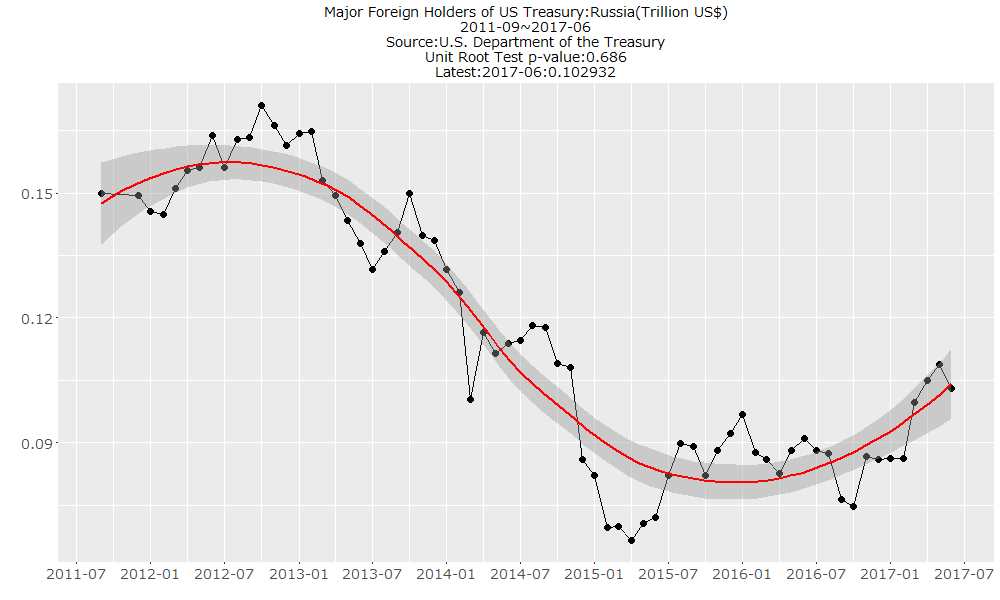 Major Foreign Holders of US Treasury:Russia(Trillion US$)
2011-09~2017-06
Source:U.S. Department of the Treasury
Unit Root Test p-value:0.686
Latest:2017-06:0.102932
0.15
0.12
0.09
2011-07 2012-01 2012-07 2013-01 2013-07 2014-01 2014-07 2015-01 2015-07 2016-01 2016-07 2017-01 2017-07